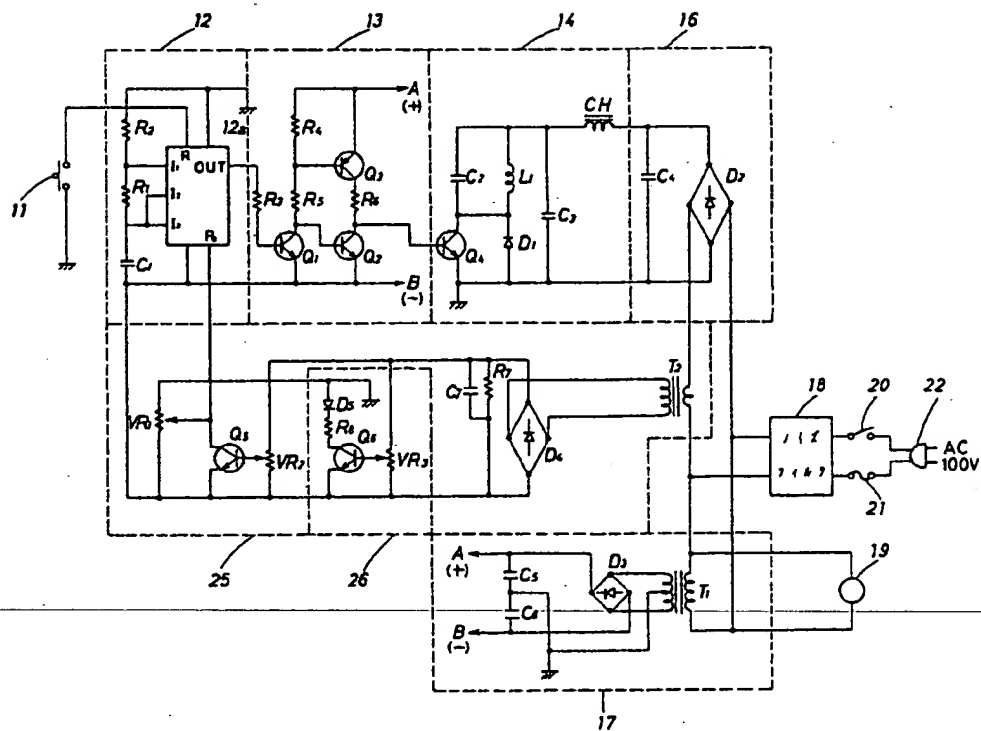 12
13
14
16
A
(+)
CH
R2
R4
12a
R
I1
OUT
Q3
C2
L1
C4
D2
11
R1
I2
R3
R5
R6
C3
I3
D1
C1
Q1
Q2
Q4
B
(-)
T2
R7
18
20
22
D5
C7
VR1
R8
AC
100V
Q5
Q6
D4
VR2
VR3
21
25
26
A
(+)
D3
19
C5
T1
C6
B
(-)
17